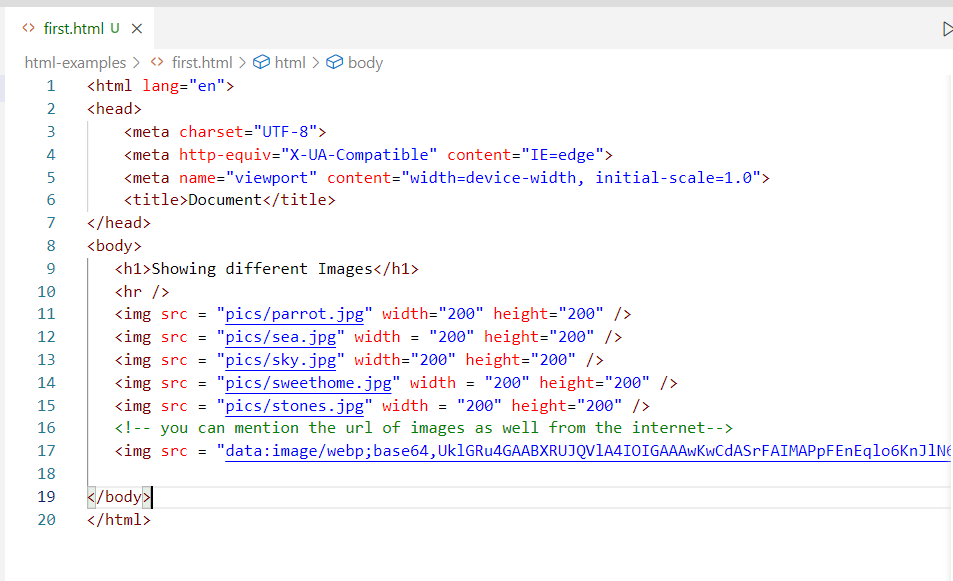 first.html U
html-examples > first.html > html > body
1 <html lang="en">
2 <head>
3 <meta charset="UTF-8">
4 <meta http-equiv="X-UA-Compatible" content="IE=edge">
5 <meta name="viewport" content="width=device-width, initial-scale=1.0">
6 <title>Document</title>
7 </head>
8 <body>
9 <h1>Showing different Images</h1>
10 <hr />
11 <img src = "pics/parrot.jpg" width="200" height="200" />
12 <img src = "pics/sea.jpg" width = "200" height="200" />
13 <img src = "pics/sky.jpg" width="200" height="200" />
14 <img src = "pics/sweethome.jpg" width = "200" height="200" />
15 <img src = "pics/stones.jpg" width = "200" height="200" />
16 <!-- you can mention the url of images as well from the internet-->
17 <img src = "data:image/webp;base64,UklGRu4GAABXRUJQVlA4IOIGAAAwKwCdASrFAIMAPpFEnEqlo6KnJlN6
18
19 </body>
20 </html>